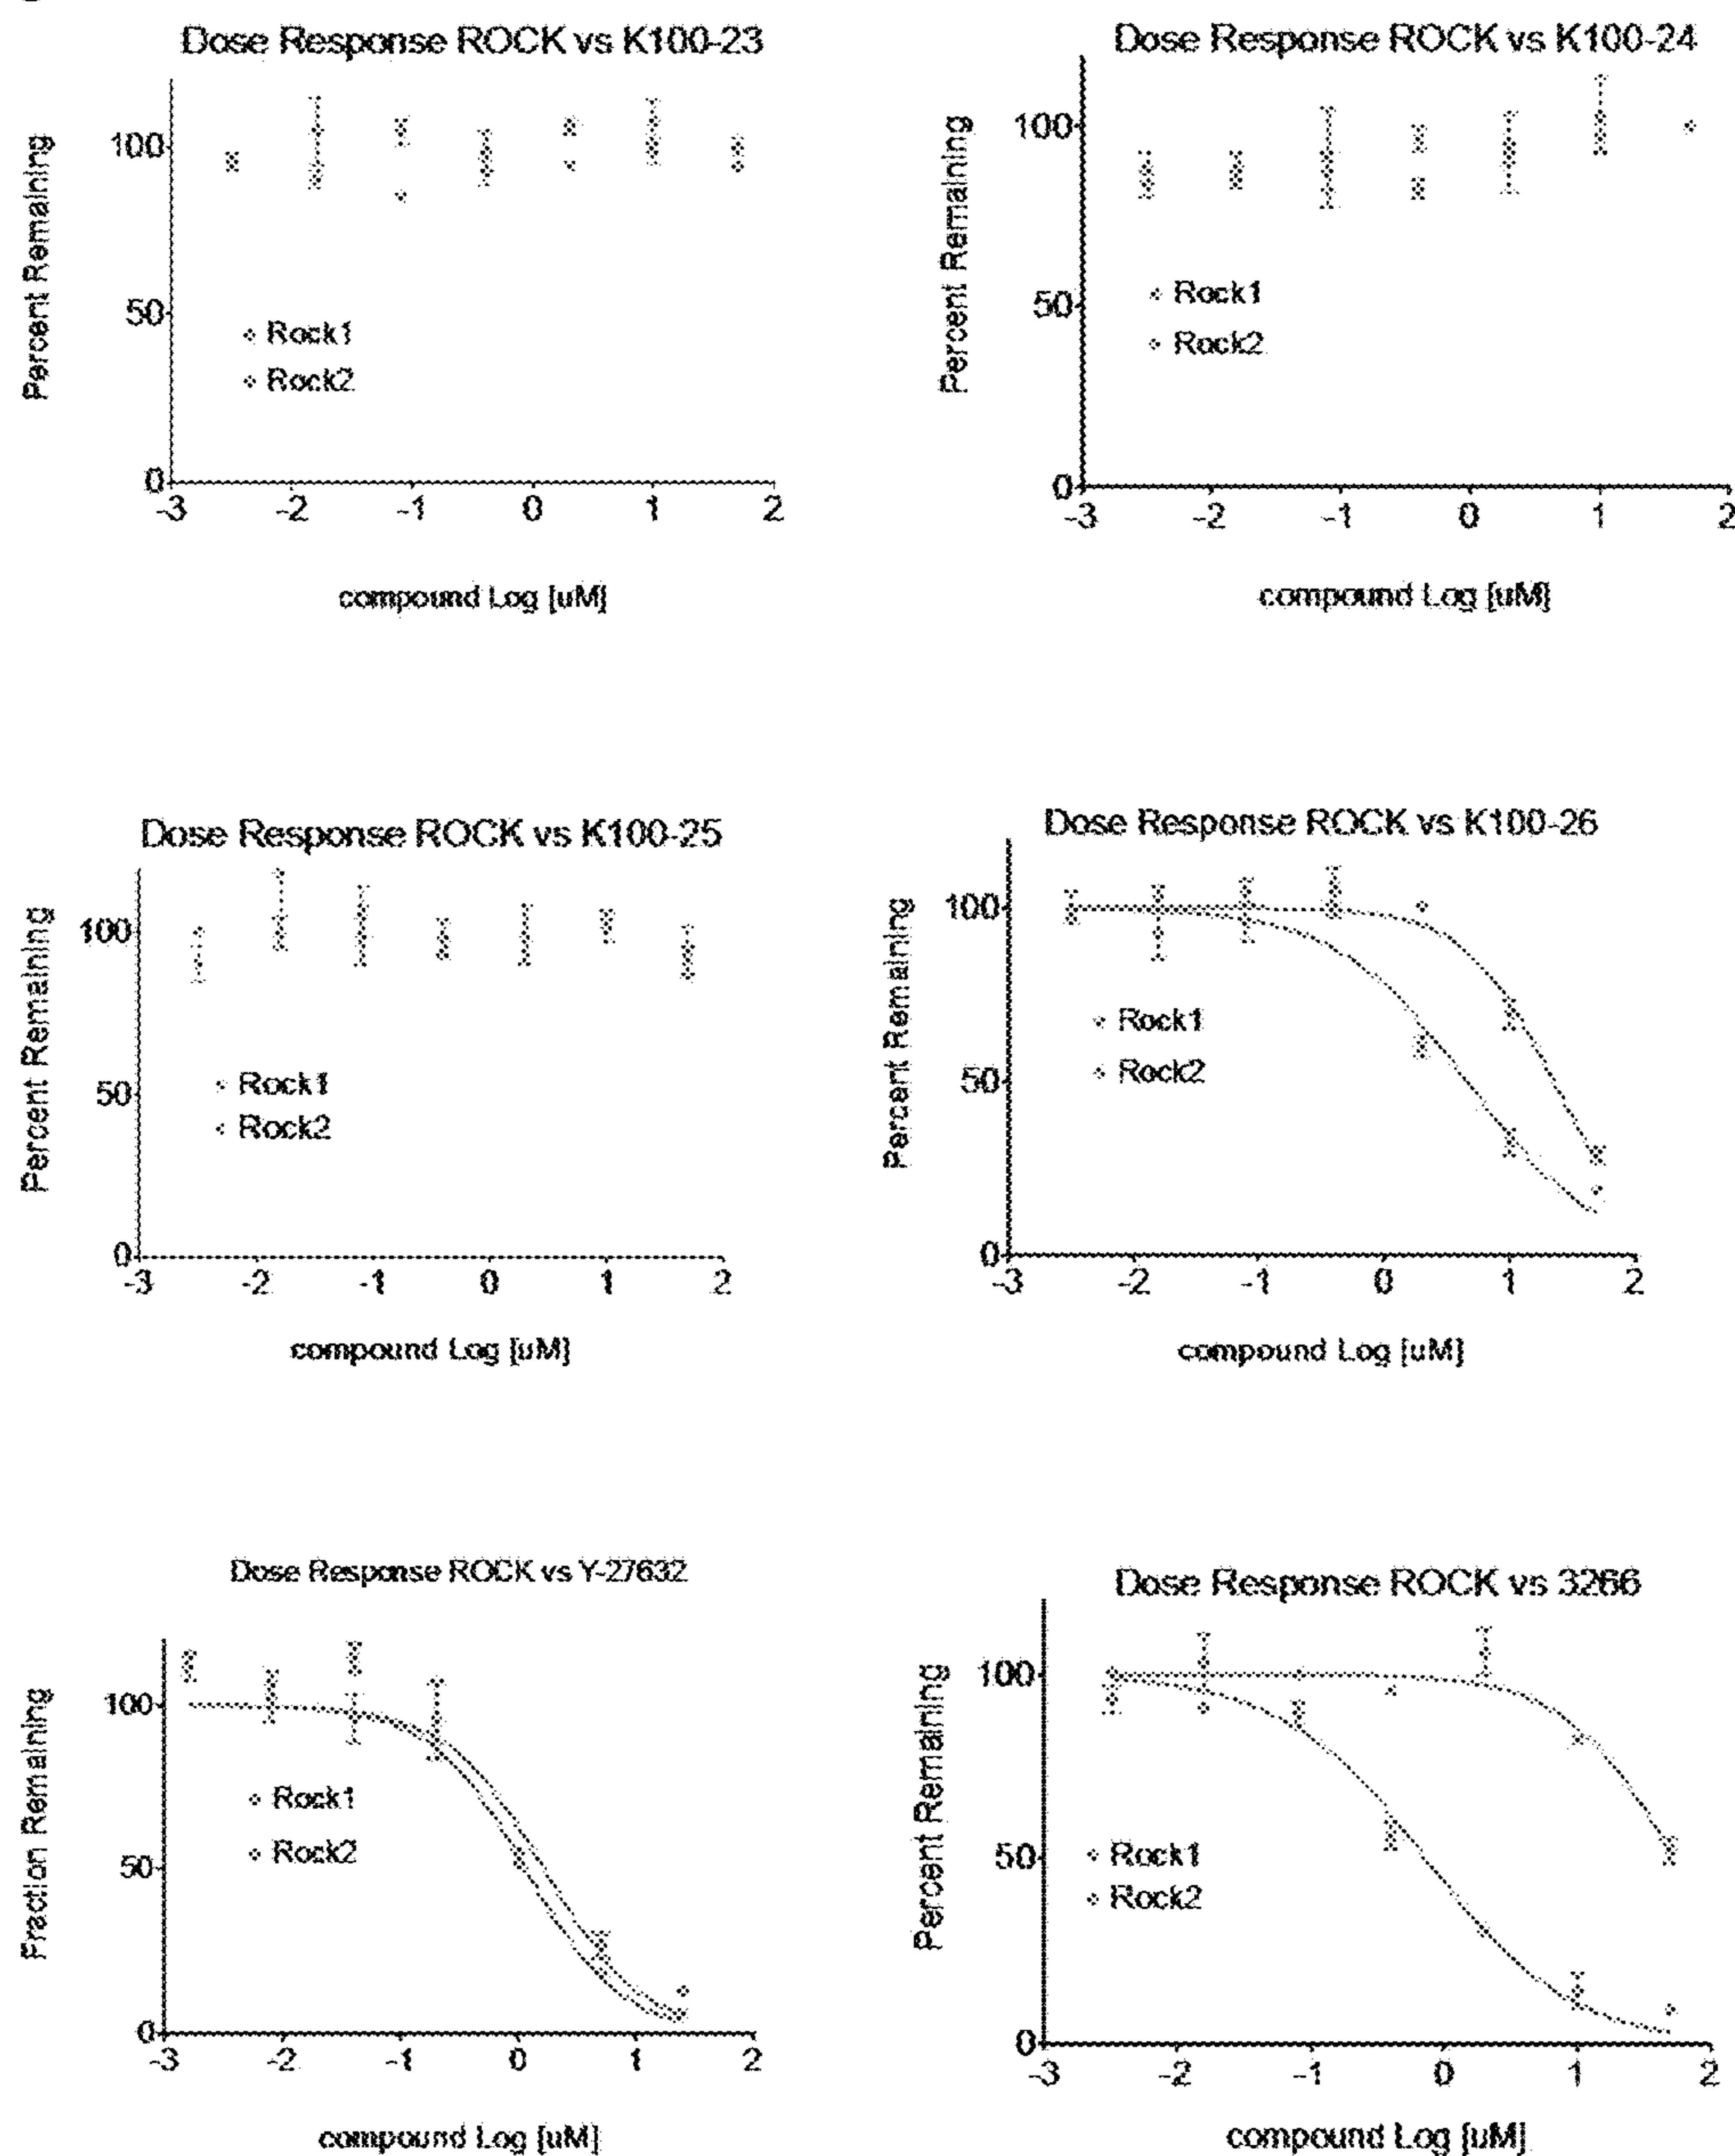 Dose Response ROCK vs K100-23
Percent Remaining
100
50
0
Rock1
Rock2
-3 -2 -1 0 1 2
compound Log [uM]
Dose Response ROCK vs K100-24
Percent Remaining
100
50
0
Rock1
Rock2
-3 -2 -1 0 1 2
compound Log [uM]
Dose Response ROCK vs K100-25
Percent Remaining
100
50
0
Rock1
Rock2
-3 -2 -1 0 1 2
compound Log [uM]
Dose Response ROCK vs K100-26
Percent Remaining
100
50
0
Rock1
Rock2
-3 -2 -1 0 1 2
compound Log [uM]
Dose Response ROCK vs Y-27632
Fraction Remaining
100
50
0
Rock1
Rock2
-3 -2 -1 0 1 2
compound Log [uM]
Dose Response ROCK vs 3266
Percent Remaining
100
50
0
Rock1
Rock2
-3 -2 -1 0 1 2
compound Log [uM]